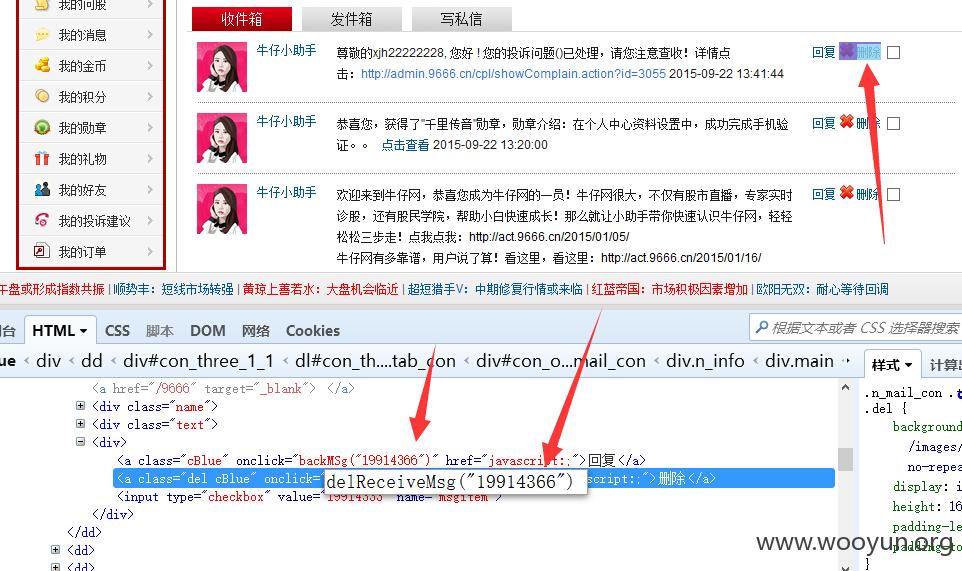 我的问股
我的消息
我的金币
我的积分
我的勋章
我的礼物
我的好友
我的投诉建议
我的订单
收件箱 发件箱 写私信
牛仔小助手 尊敬的xjh22222228, 您好！您的投诉问题()已处理，请您注意查收！详情点 回复 删除
击：http://admin.9666.cn/cpl/showComplain.action?id=3055 2015-09-22 13:41:44
牛仔小助手 恭喜您，获得了"千里传音"勋章，勋章介绍：在个人中心资料设置中，成功完成手机验 回复 删除
证。。 点击查看 2015-09-22 13:20:00
牛仔小助手 欢迎来到牛仔网，恭喜您成为牛仔网的一员！牛仔网很大，不仅有股市直播，专家实时 回复 删除
诊股，还有股民学院，帮助小白快速成长！那么就让小助手带你快速认识牛仔网，轻轻
松松三步走！点我点我：http://act.9666.cn/2015/01/05/
牛仔网有多靠谱，用户说了算！看这里，看这里：http://act.9666.cn/2015/01/16/
午盘或形成指数共振 | 顺势丰：短线市场转强 | 黄琼上善若水：大盘机会临近 | 超短猎手V：中期修复行情或来临 | 红蓝帝国：市场积极因素增加 | 欧阳无双：耐心等待回调
台 HTML CSS 脚本 DOM 网络 Cookies 根据文本或者 CSS 选择器搜索
ue < div < dd < div#con_three_1_1 < dl#con_th....tab_con < div#con_o...mail_con < div.n_info < div.main 样式 计算出
<a href="/9666" target="_blank"> </a>
<div class="name">
<div class="text">
<div>
<a class="cBlue" onclick="backMSg("19914366")" href="javascript:;">回复</a>
<a class="del cBlue" onclick= delReceiveMsg("19914366") script:;">删除</a>
<input type="checkbox" value="19914333" name="msgitem">
</div>
</dd>
<dd>
<dd>
.n_mail_con .
.del {
background
/images/
no-repea
display: i
height: 16
padding-le
padding-to
}
www.wooyun.org